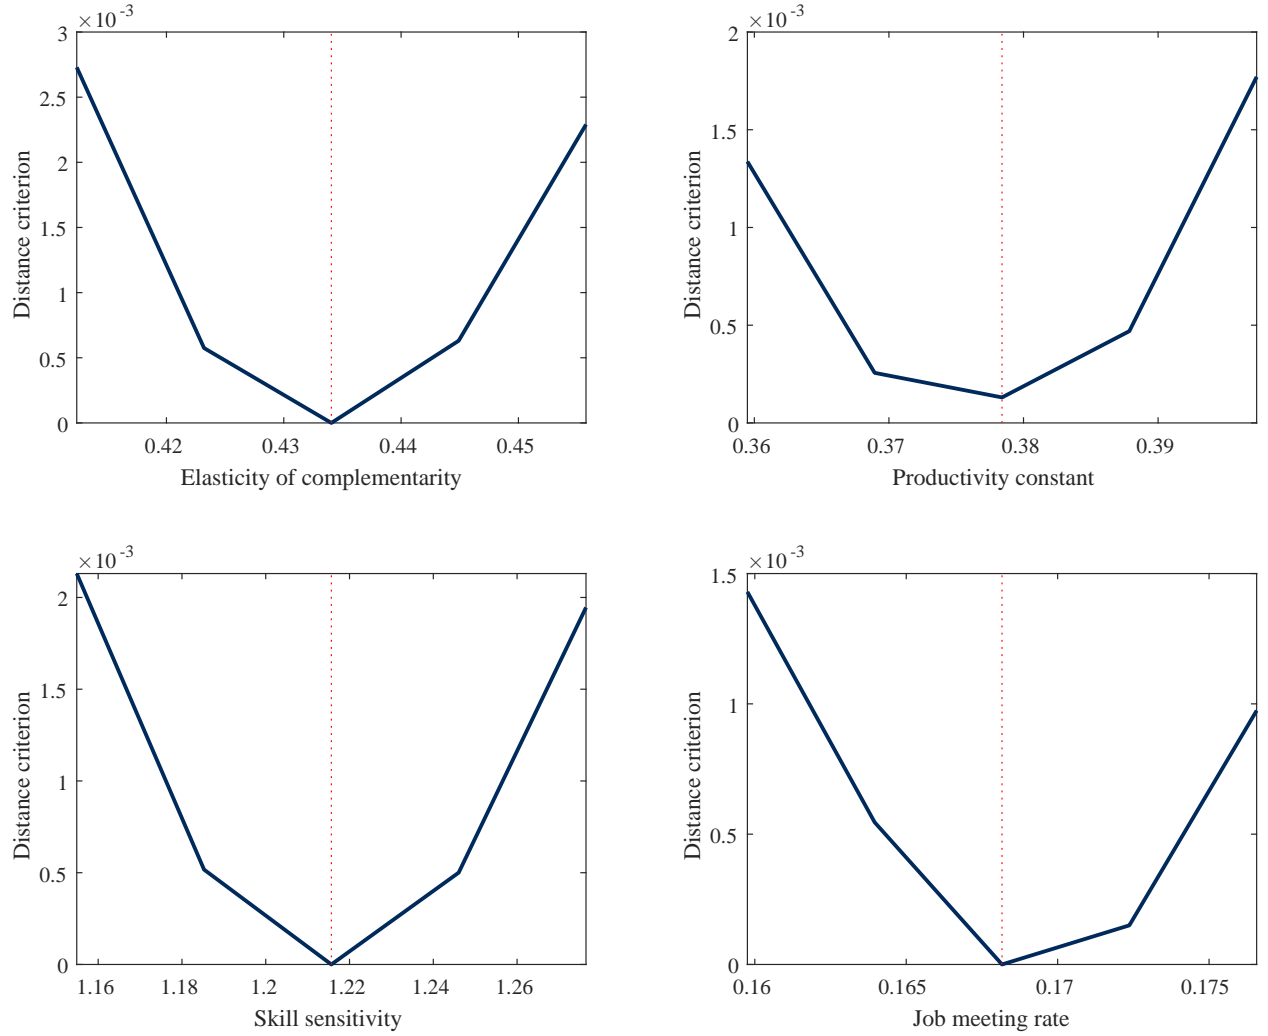 ×10^-3
3
2.5
2
1.5
1
0.5
0
Distance criterion
0.42 0.43 0.44 0.45
Elasticity of complementarity
×10^-3
2
1.5
1
0.5
0
Distance criterion
0.36 0.37 0.38 0.39
Productivity constant
×10^-3
2
1.5
1
0.5
0
Distance criterion
1.16 1.18 1.2 1.22 1.24 1.26
Skill sensitivity
×10^-3
1.5
1
0.5
0
Distance criterion
0.16 0.165 0.17 0.175
Job meeting rate